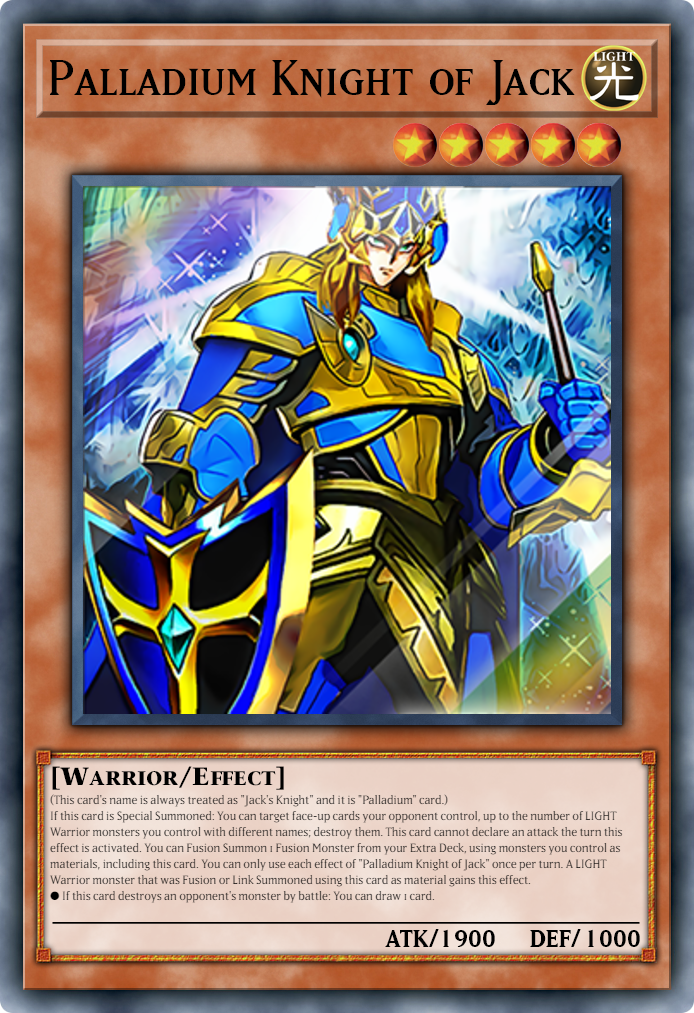 Palladium Knight of Jack
LIGHT
光
[Warrior/Effect]
(This card's name is always treated as "Jack's Knight" and it is "Palladium" card.)
If this card is Special Summoned: You can target face-up cards your opponent control, up to the number of LIGHT
Warrior monsters you control with different names; destroy them. This card cannot declare an attack the turn this
effect is activated. You can Fusion Summon 1 Fusion Monster from your Extra Deck, using monsters you control as
materials, including this card. You can only use each effect of "Palladium Knight of Jack" once per turn. A LIGHT
Warrior monster that was Fusion or Link Summoned using this card as material gains this effect.
● If this card destroys an opponent's monster by battle: You can draw 1 card.
ATK/1900 DEF/1000